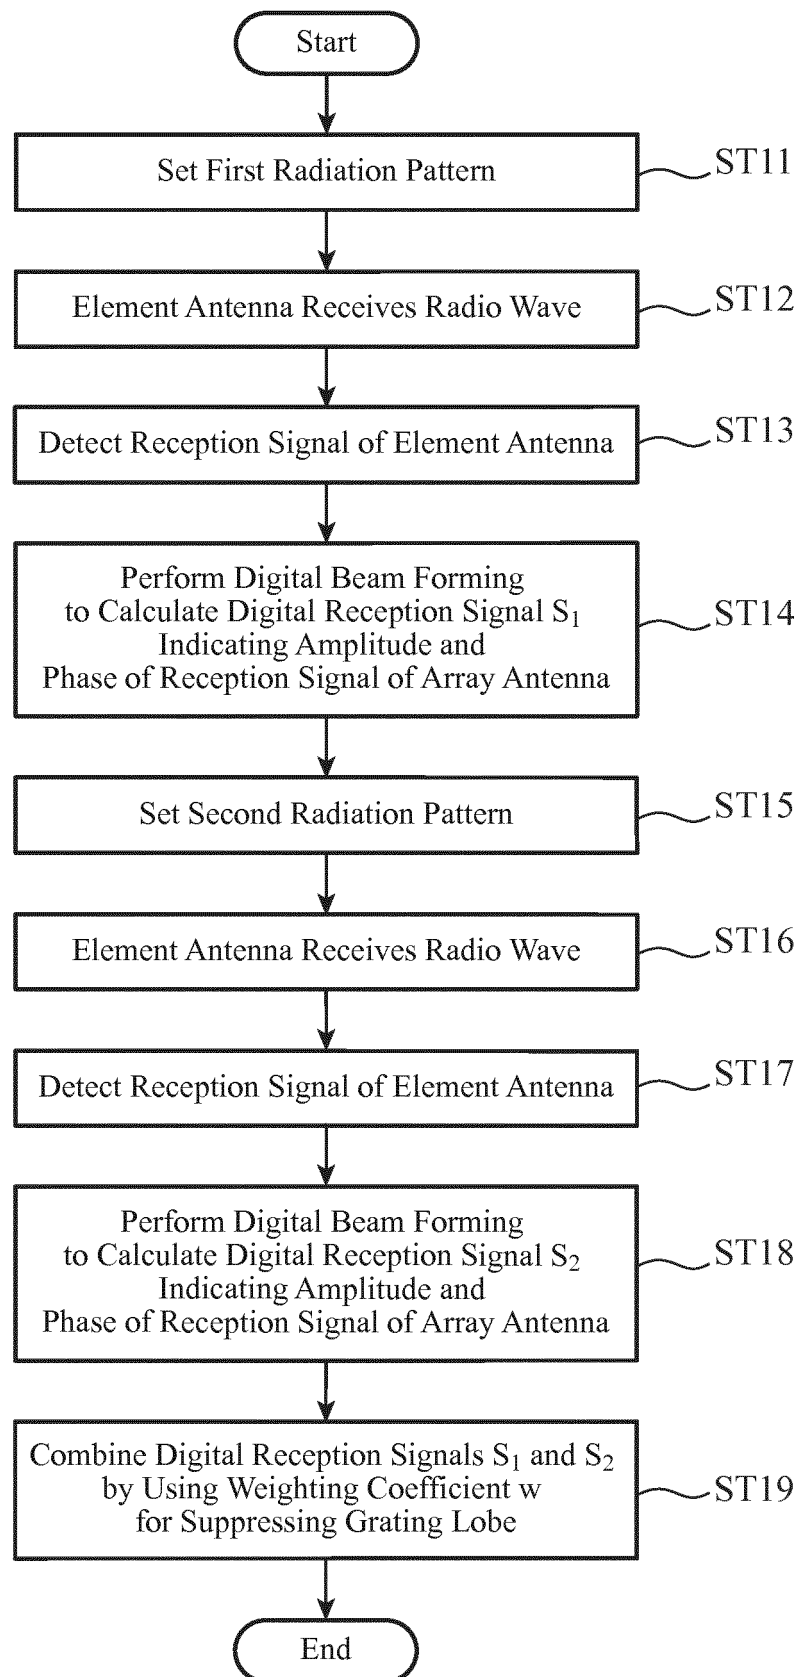 Start
Set First Radiation Pattern
ST11
Element Antenna Receives Radio Wave
ST12
Detect Reception Signal of Element Antenna
ST13
Perform Digital Beam Forming
to Calculate Digital Reception Signal S₁
Indicating Amplitude and
Phase of Reception Signal of Array Antenna
ST14
Set Second Radiation Pattern
ST15
Element Antenna Receives Radio Wave
ST16
Detect Reception Signal of Element Antenna
ST17
Perform Digital Beam Forming
to Calculate Digital Reception Signal S₂
Indicating Amplitude and
Phase of Reception Signal of Array Antenna
ST18
Combine Digital Reception Signals S₁ and S₂
by Using Weighting Coefficient w
for Suppressing Grating Lobe
ST19
End